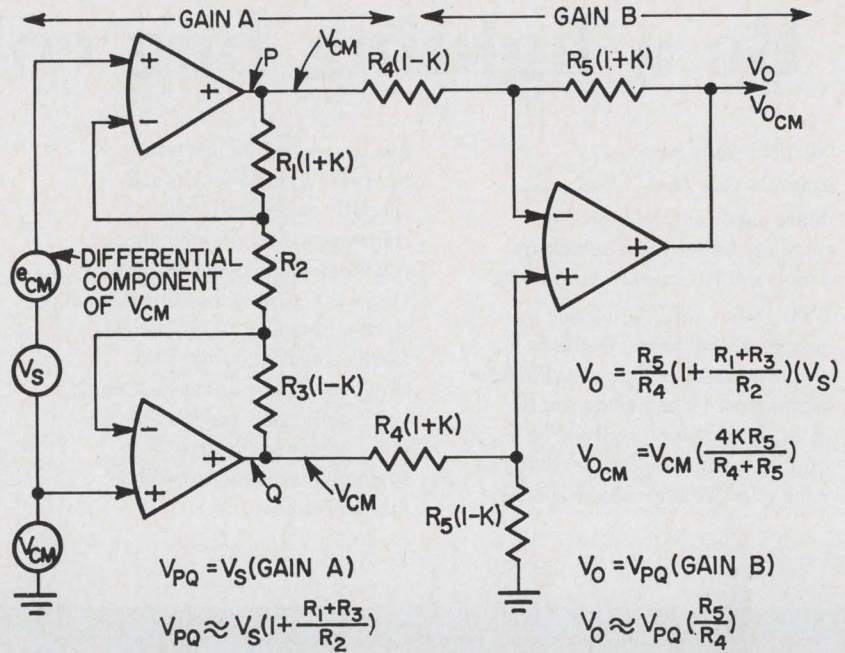 GAIN A
GAIN B
P
V_CM
R4(1-K)
R5(1+K)
V_O
V_OCM
+
+
−
R1(1+K)
e_CM
DIFFERENTIAL
COMPONENT
OF V_CM
R2
−
+
V_S
R3(1-K)
V_O = R5/R4 (1 + (R1+R3)/R2)(V_S)
−
+
+
R4(1+K)
V_OCM = V_CM (4KR5/(R4+R5))
Q
V_CM
R5(1-K)
V_CM
V_PQ = V_S(GAIN A)
V_O = V_PQ(GAIN B)
V_PQ ≈ V_S(1 + (R1+R3)/R2)
V_O ≈ V_PQ (R5/R4)